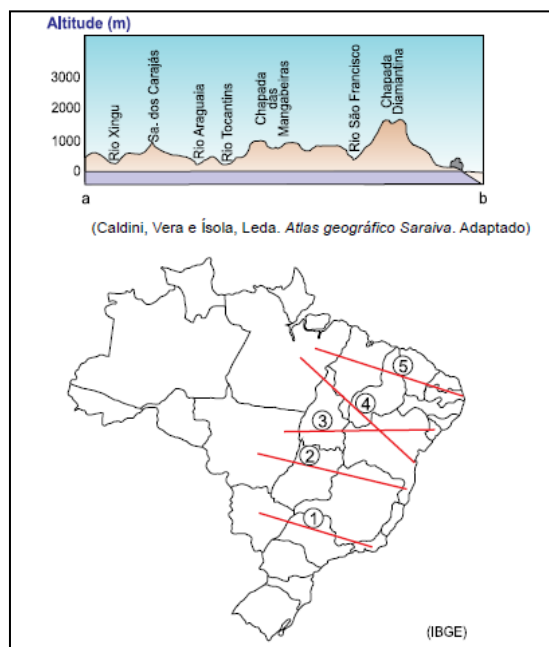 Altitude (m)
3000
2000
1000
0
Rio Xingu
Sa. dos Carajás
Rio Araguaia
Rio Tocantins
Chapada
das
Mangabeiras
Rio São Francisco
Chapada
Diamantina
a
b
(Caldini, Vera e Ísola, Leda. Atlas geográfico Saraiva. Adaptado)
5
4
3
2
1
(IBGE)